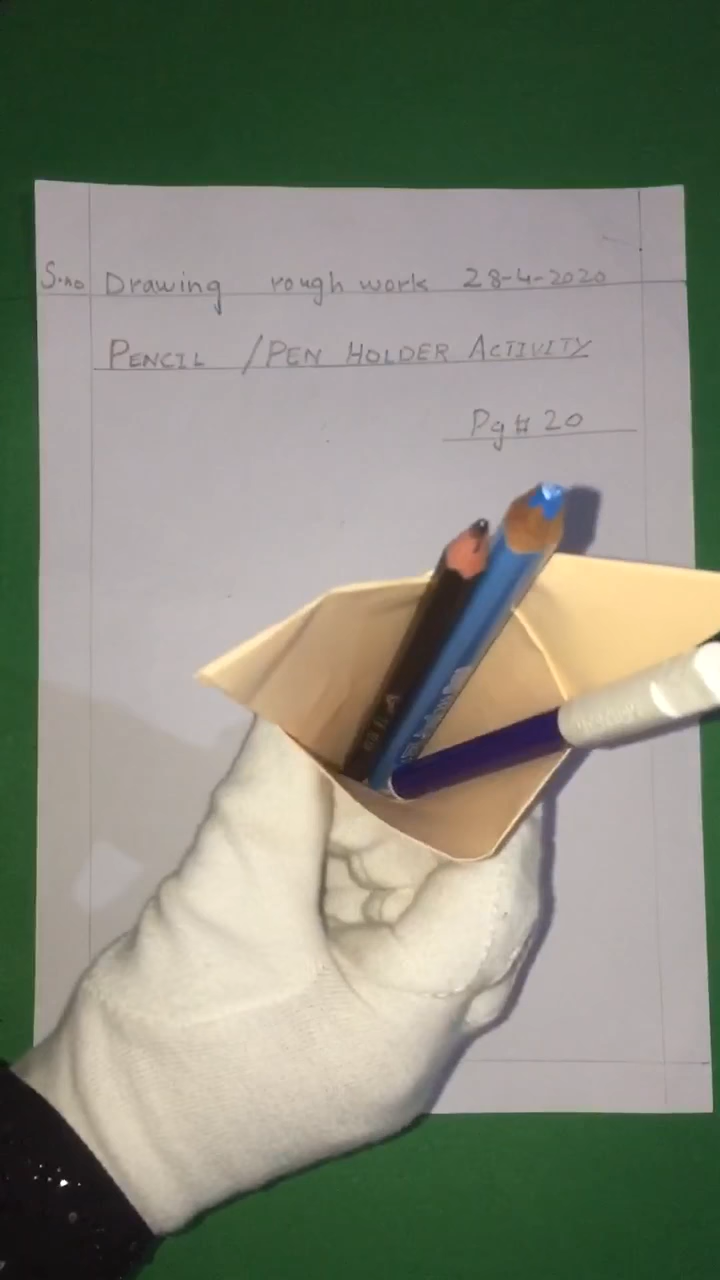 S.no Drawing rough work 28-4-2020
PENCIL /PEN HOLDER ACTIVITY
Pg # 20